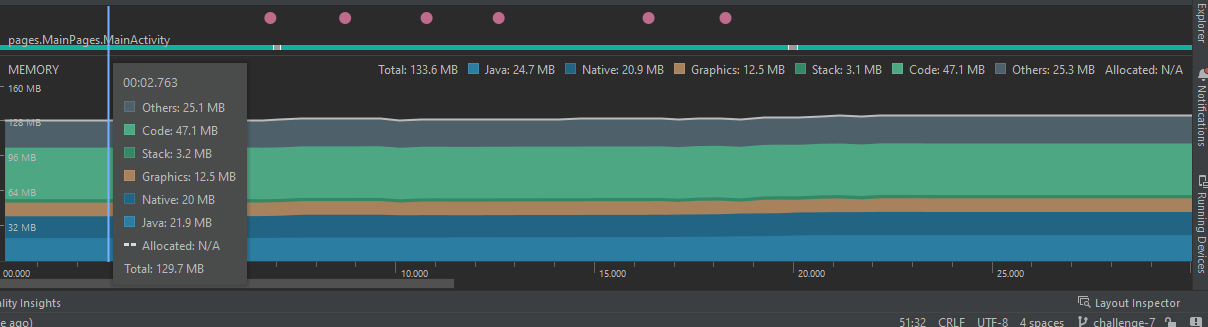 pages.MainPages.MainActivity
MEMORY
Total: 133.6 MB Java: 24.7 MB Native: 20.9 MB Graphics: 12.5 MB Stack: 3.1 MB Code: 47.1 MB Others: 25.3 MB Allocated: N/A
160 MB
128 MB
96 MB
64 MB
32 MB
00:02.763
Others: 25.1 MB
Code: 47.1 MB
Stack: 3.2 MB
Graphics: 12.5 MB
Native: 20 MB
Java: 21.9 MB
Allocated: N/A
Total: 129.7 MB
00.000 10.000 15.000 20.000 25.000
Explorer
Notifications
Running Devices
ality Insights
Layout Inspector
e ago)
51:32 CRLF UTF-8 4 spaces challenge-7